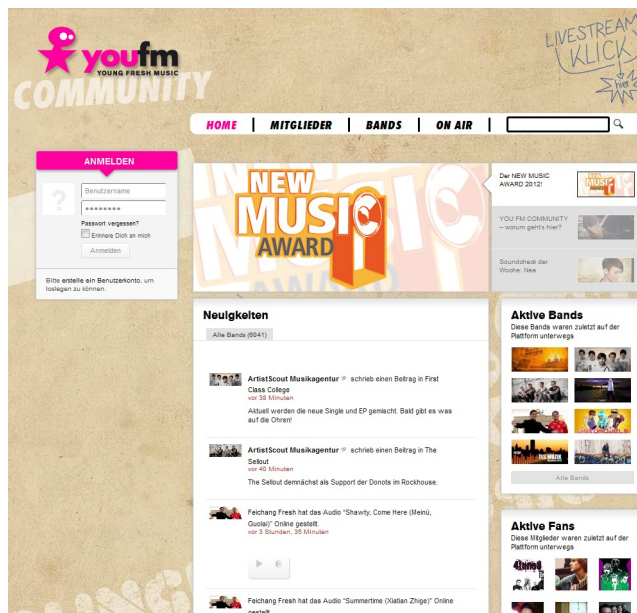 LIVESTREAM
KLICK
hier
youfm
YOUNG FRESH MUSIC
COMMUNITY
HOME
MITGLIEDER
BANDS
ON AIR
ANMELDEN
?
Benutzername
••••••••
Passwort vergessen?
Erinnere Dich an mich
Anmelden
Bitte erstelle ein Benutzerkonto, um
loslegen zu können.
NEW
MUSIC
AWARD
Der NEW MUSIC
AWARD 2012!
YOU FM COMMUNITY
– worum geht's hier?
Soundcheck der
Woche: Nea
Neuigkeiten
Alle Bands (6041)
ArtistScout Musikagentur schrieb einen Beitrag in First
Class College
vor 38 Minuten
Aktuell werden die neue Single und EP gemischt. Bald gibt es was
auf die Ohren!
ArtistScout Musikagentur schrieb einen Beitrag in The
Sellout
vor 40 Minuten
The Sellout demnächst als Support der Donots im Rockhouse.
Feichang Fresh hat das Audio "Shawty, Come Here (Meinü,
Guolai)" Online gestellt.
vor 3 Stunden, 35 Minuten
Feichang Fresh hat das Audio "Summertime (Xiatian Zhige)" Online
gestellt.
Aktive Bands
Diese Bands waren zuletzt auf der
Plattform unterwegs
Alle Bands
Aktive Fans
Diese Mitglieder waren zuletzt auf der
Plattform unterwegs